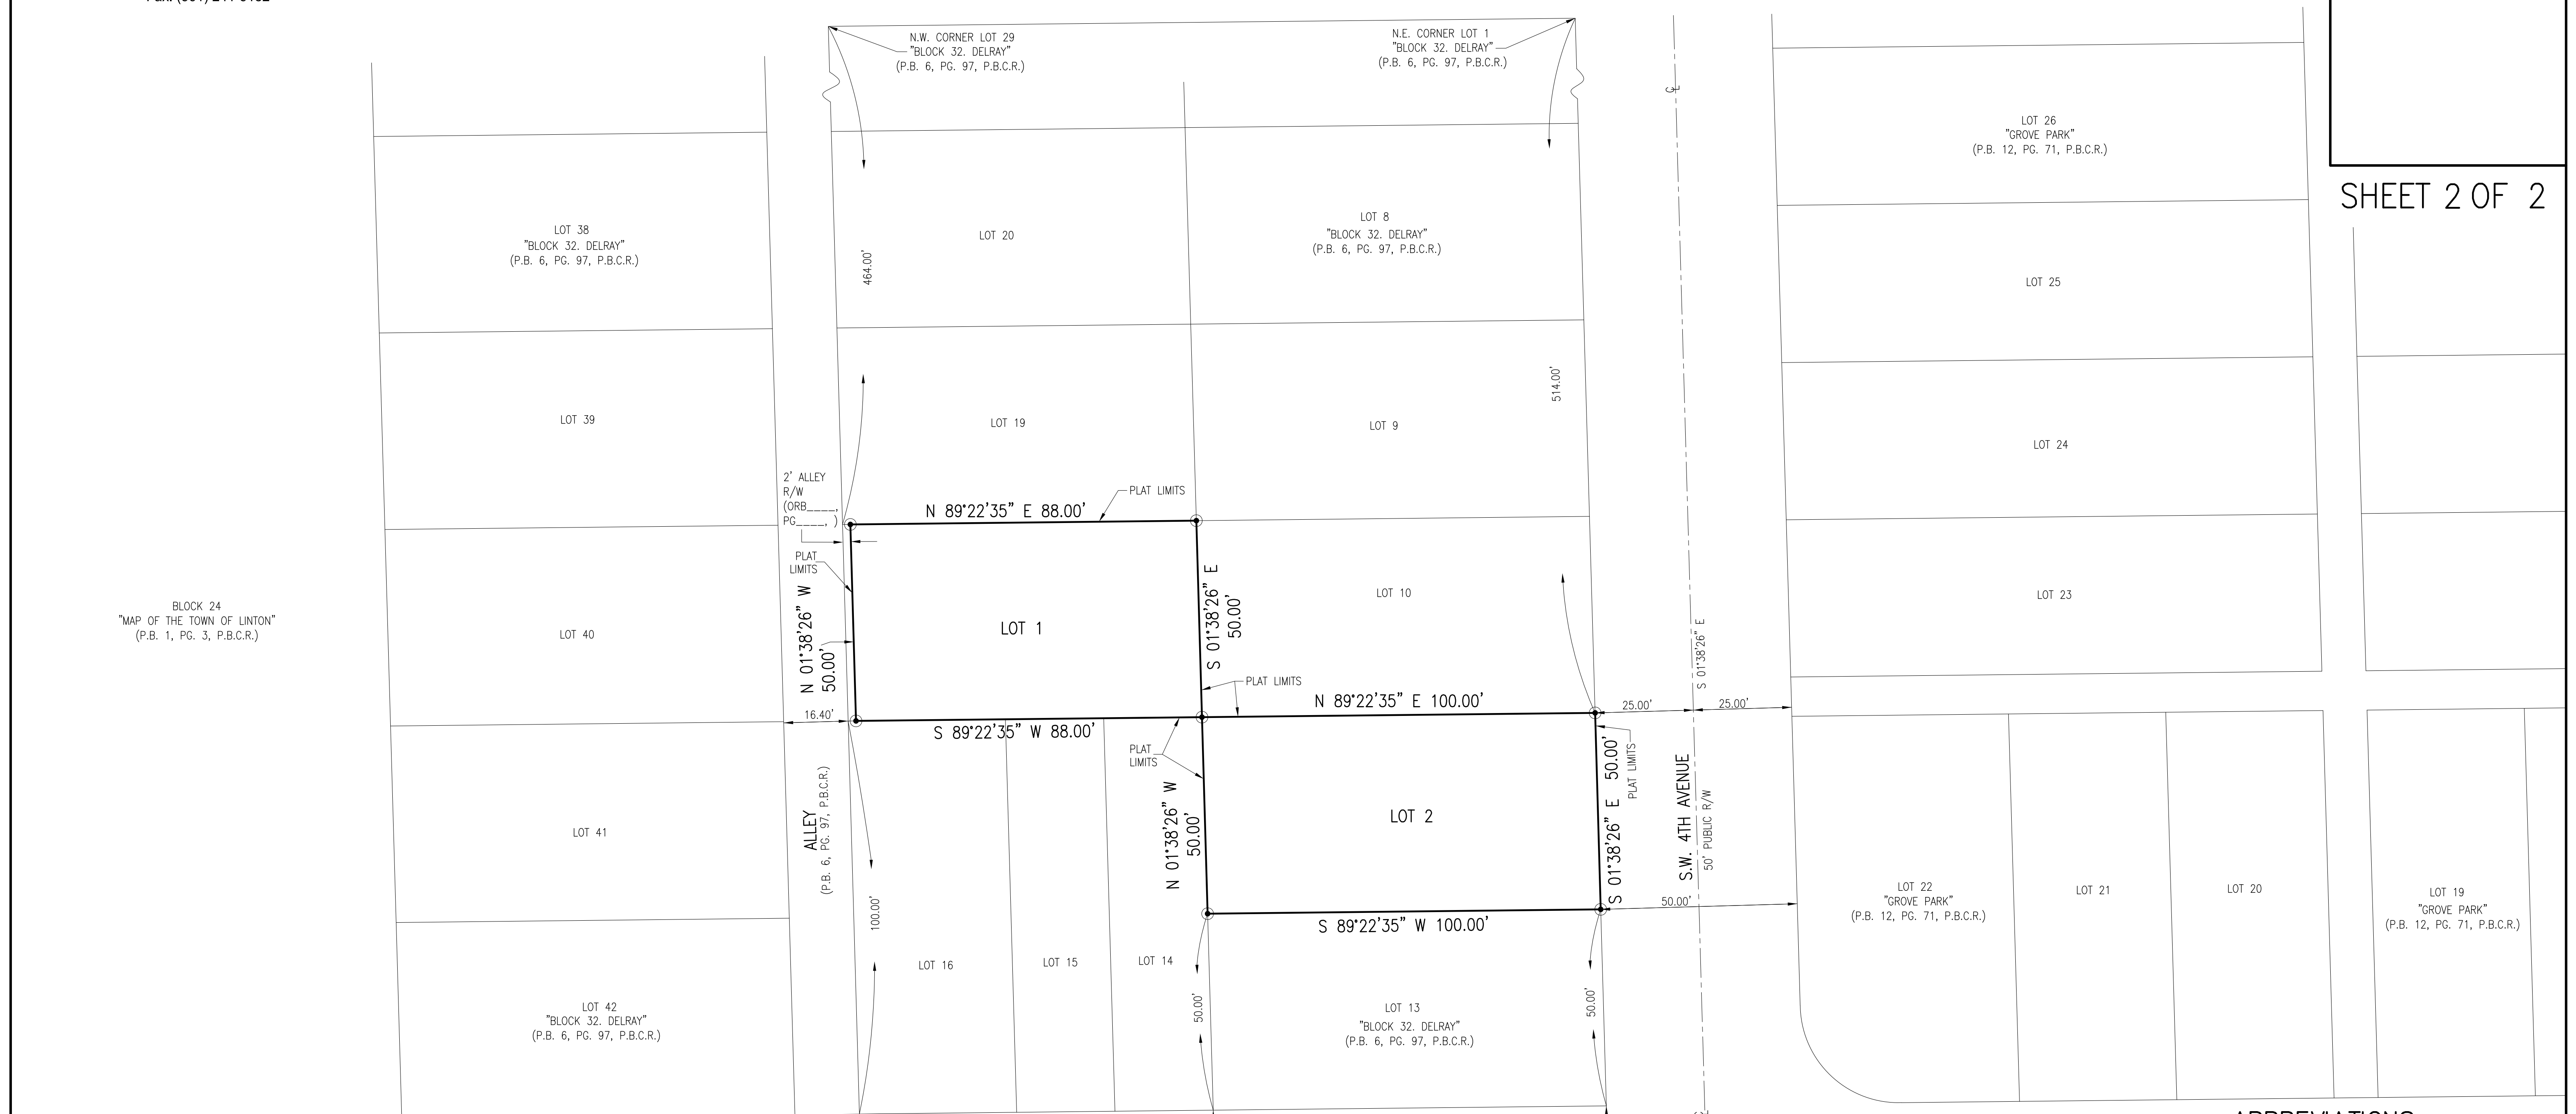 N.W. CORNER LOT 29
"BLOCK 32. DELRAY"
(P.B. 6, PG. 97, P.B.C.R.)
N.E. CORNER LOT 1
"BLOCK 32. DELRAY"
(P.B. 6, PG. 97, P.B.C.R.)
LOT 26
"GROVE PARK"
(P.B. 12, PG. 71, P.B.C.R.)
SHEET 2 OF 2
LOT 38
"BLOCK 32. DELRAY"
(P.B. 6, PG. 97, P.B.C.R.)
LOT 20
464.00'
LOT 8
"BLOCK 32. DELRAY"
(P.B. 6, PG. 97, P.B.C.R.)
LOT 25
LOT 39
LOT 19
514.00'
LOT 9
LOT 24
2' ALLEY
R/W
(ORB____,
PG____, )
PLAT LIMITS
N 89°22'35" E 88.00'
PLAT
LIMITS
N 01°38'26" W
50.00'
LOT 1
S 01°38'26" E
50.00'
LOT 10
LOT 23
BLOCK 24
"MAP OF THE TOWN OF LINTON"
(P.B. 1, PG. 3, P.B.C.R.)
LOT 40
S 01°38'26" E
PLAT LIMITS
N 89°22'35" E 100.00'
16.40'
25.00'
25.00'
S 89°22'35" W 88.00'
PLAT
LIMITS
N 01°38'26" W
50.00'
LOT 2
S 01°38'26" E 50.00'
PLAT LIMITS
S.W. 4TH AVENUE
50' PUBLIC R/W
LOT 41
ALLEY
(P.B. 6, PG. 97, P.B.C.R.)
100.00'
S 89°22'35" W 100.00'
50.00'
LOT 22
"GROVE PARK"
(P.B. 12, PG. 71, P.B.C.R.)
LOT 21
LOT 20
LOT 19
"GROVE PARK"
(P.B. 12, PG. 71, P.B.C.R.)
LOT 16
LOT 15
LOT 14
50.00'
50.00'
LOT 42
"BLOCK 32. DELRAY"
(P.B. 6, PG. 97, P.B.C.R.)
LOT 13
"BLOCK 32. DELRAY"
(P.B. 6, PG. 97, P.B.C.R.)